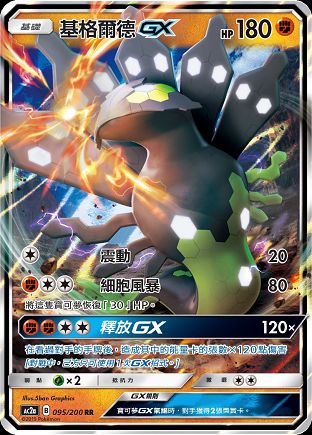 基礎 基格爾德GX HP 180
震動 20
細胞風暴 80
將這隻寶可夢恢復「30」HP。
釋放GX 120×
在看過對手的手牌後,造成其中的能量卡的張數×120點傷害
[對戰中,己方只可使用1次GX招式。]
弱點 ×2 抵抗力 撤退
Illus.5ban Graphics
GX規則
寶可夢GX氣絕時,對手獲得2張獎賞卡。
AC2a B 095/200 RR
©2019 Pokémon